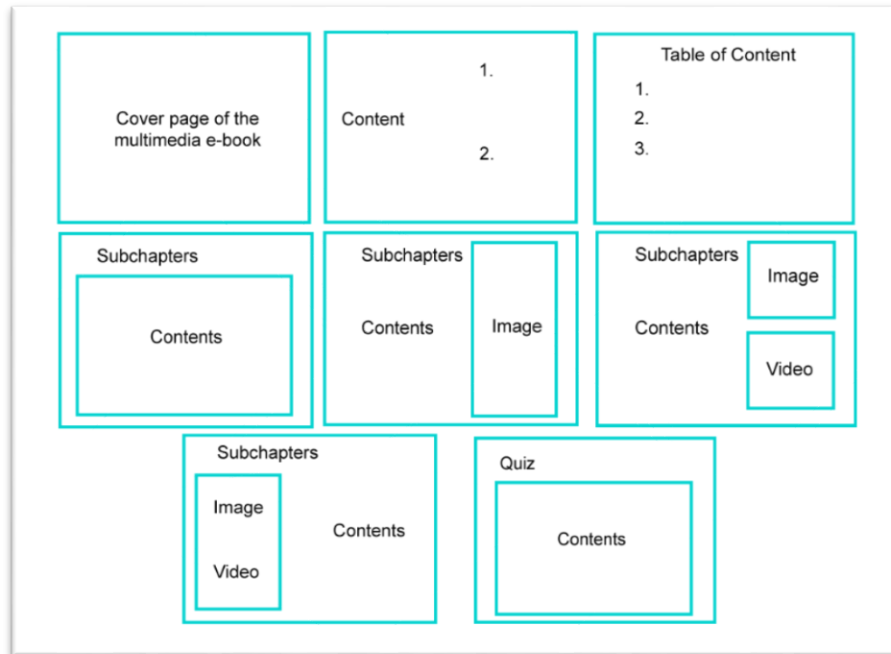 Cover page of the
multimedia e-book
1.
Content
2.
Table of Content
1.
2.
3.
Subchapters
Contents
Subchapters
Contents
Image
Subchapters
Image
Contents
Video
Subchapters
Image
Contents
Video
Quiz
Contents